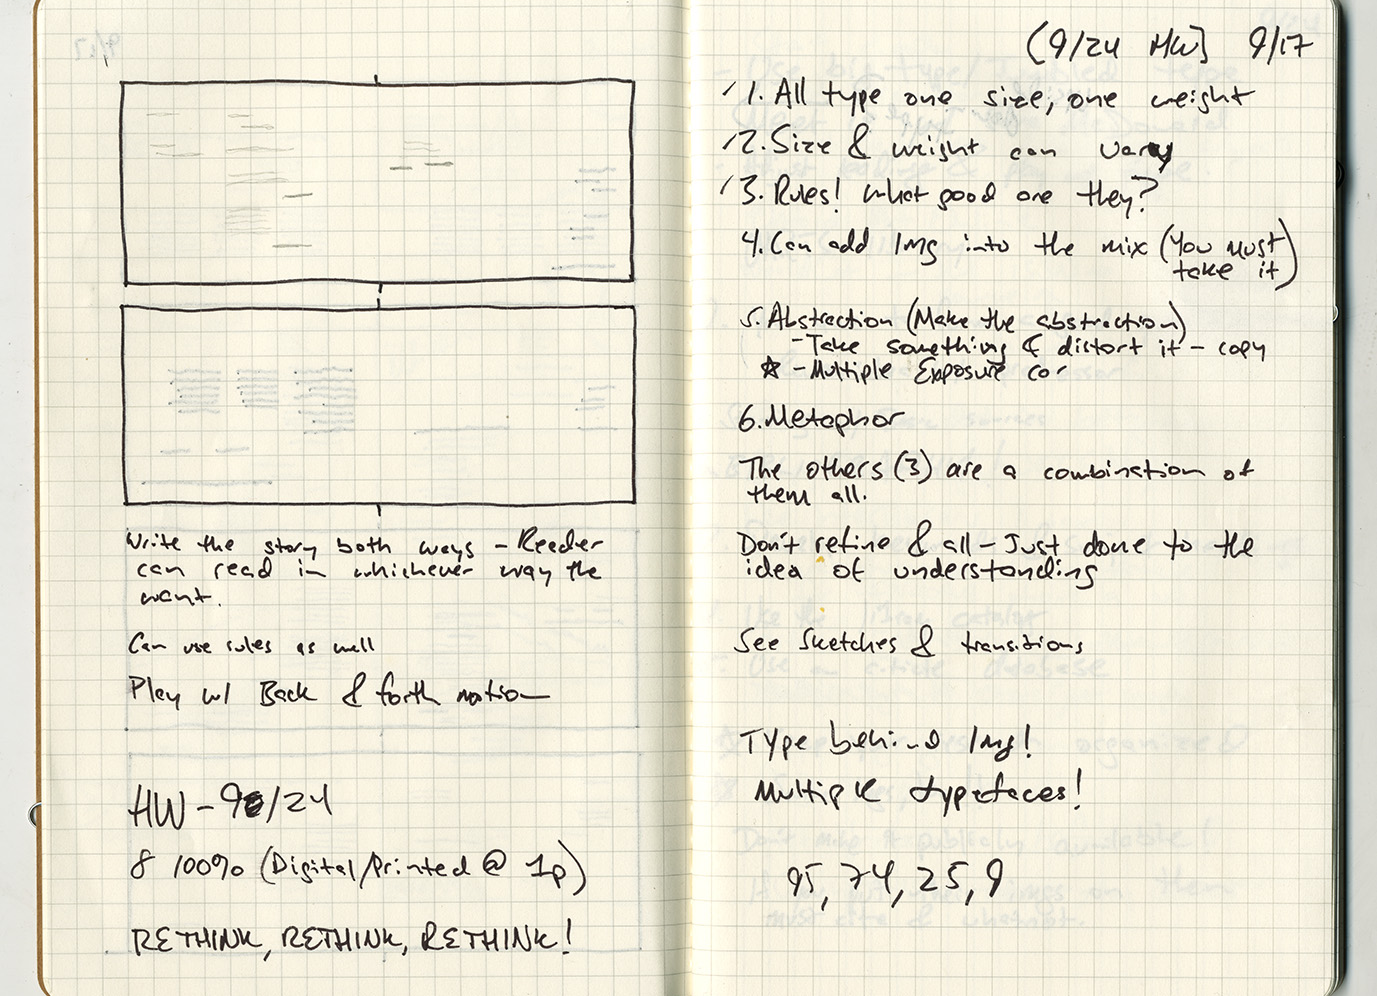 Write the story both ways – Reader
can read in whichever way the
want.
Can use rules as well
Play w/ Back & forth motion
HW – 9/24
8 100% (Digital/Printed @ 1p)
RETHINK, RETHINK, RETHINK!
(9/24 HW] 9/17
1. All type one size, one weight
2. Size & weight can vary
3. Rules! What good are they?
4. Can add Img into the mix (You must
take it)
5. Abstraction (Make the abstraction)
- Take something & distort it – copy
☆ - Multiple Exposure cor
6. Metaphor
The others (3) are a combination of
them all.
Don't refine & all – Just done to the
idea of understanding
See Sketches & transitions
Type behind Img!
Multiple typefaces!
95, 74, 25, 9